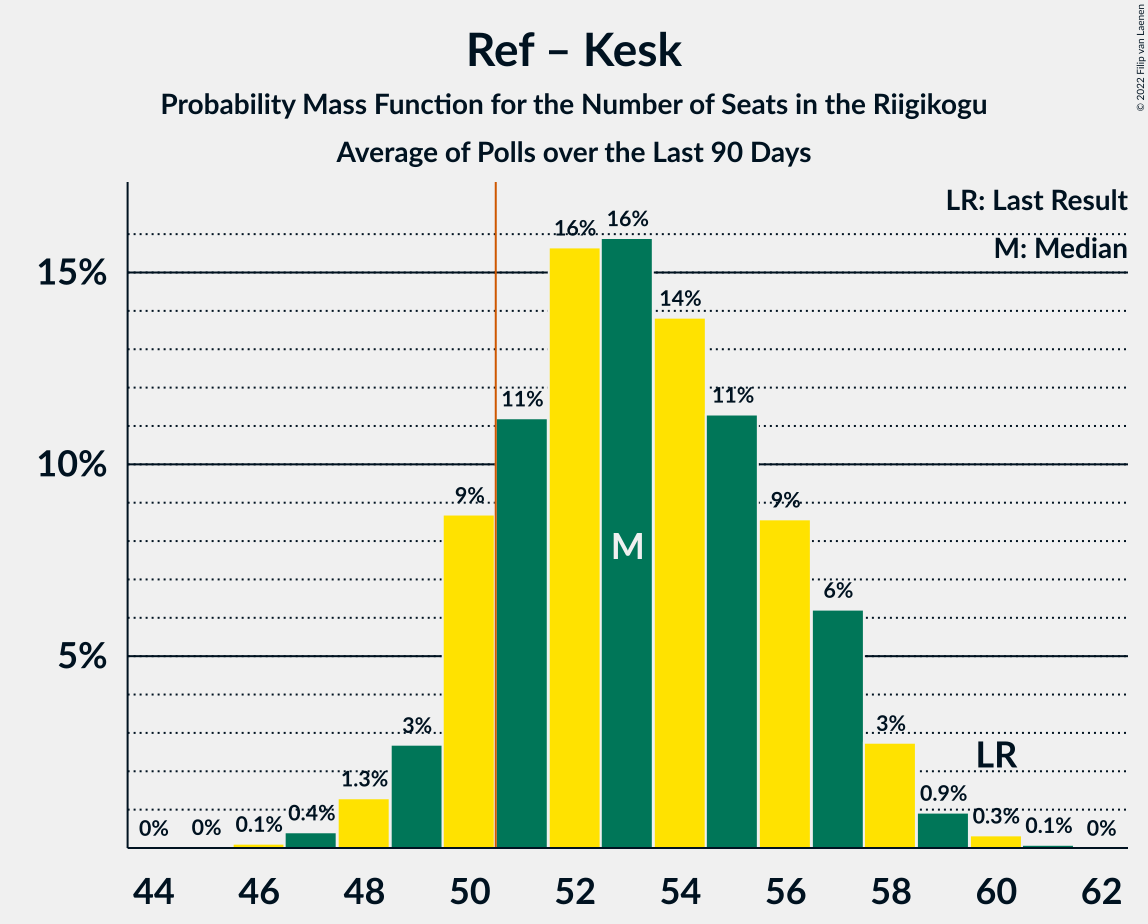 Ref – Kesk
Probability Mass Function for the Number of Seats in the Riigikogu
Average of Polls over the Last 90 Days
© 2022 Filip van Laenen
LR: Last Result
M: Median
15%
10%
5%
0%
0%
0.1%
0.4%
1.3%
3%
9%
11%
16%
16%
14%
11%
9%
6%
3%
0.9%
0.3%
0.1%
0%
M
LR
44 46 48 50 52 54 56 58 60 62